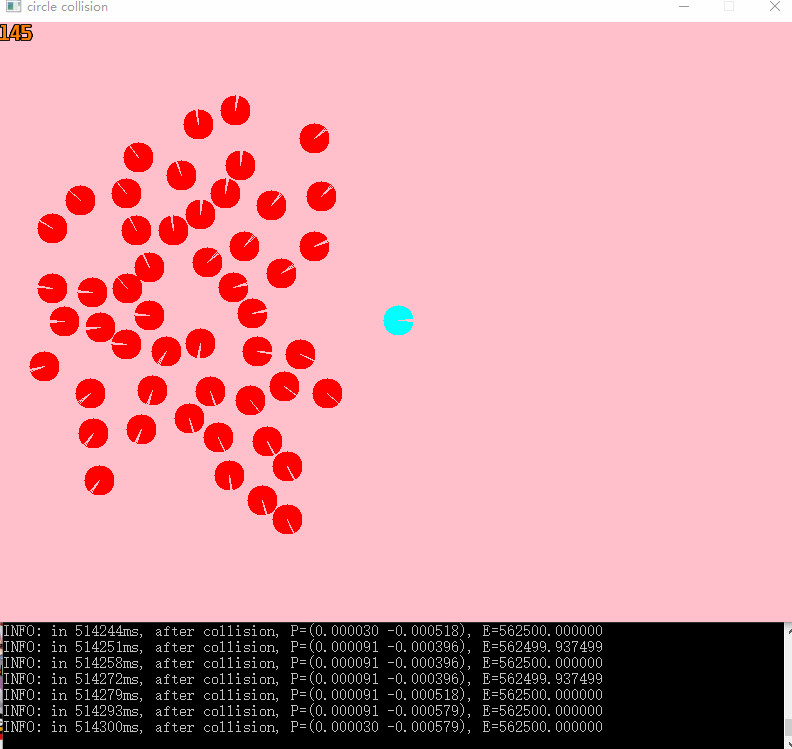 circle collision
145
INFO: in 514244ms, after collision, P=(0.000030 -0.000518), E=562500.000000
INFO: in 514251ms, after collision, P=(0.000091 -0.000396), E=562499.937499
INFO: in 514258ms, after collision, P=(0.000091 -0.000396), E=562500.000000
INFO: in 514272ms, after collision, P=(0.000091 -0.000396), E=562499.937499
INFO: in 514279ms, after collision, P=(0.000091 -0.000518), E=562500.000000
INFO: in 514293ms, after collision, P=(0.000091 -0.000579), E=562500.000000
INFO: in 514300ms, after collision, P=(0.000030 -0.000579), E=562500.000000